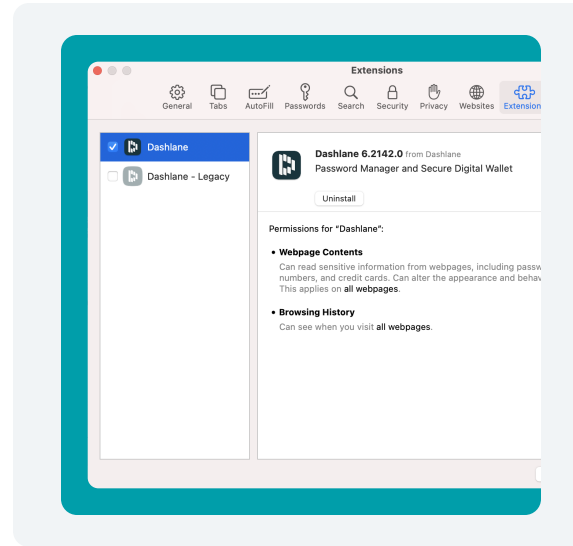 Extensions
General Tabs AutoFill Passwords Search Security Privacy Websites Extension
Dashlane
Dashlane - Legacy
Dashlane 6.2142.0 from Dashlane
Password Manager and Secure Digital Wallet
Uninstall
Permissions for “Dashlane”:
• Webpage Contents
Can read sensitive information from webpages, including passw
numbers, and credit cards. Can alter the appearance and behav
This applies on all webpages.
• Browsing History
Can see when you visit all webpages.